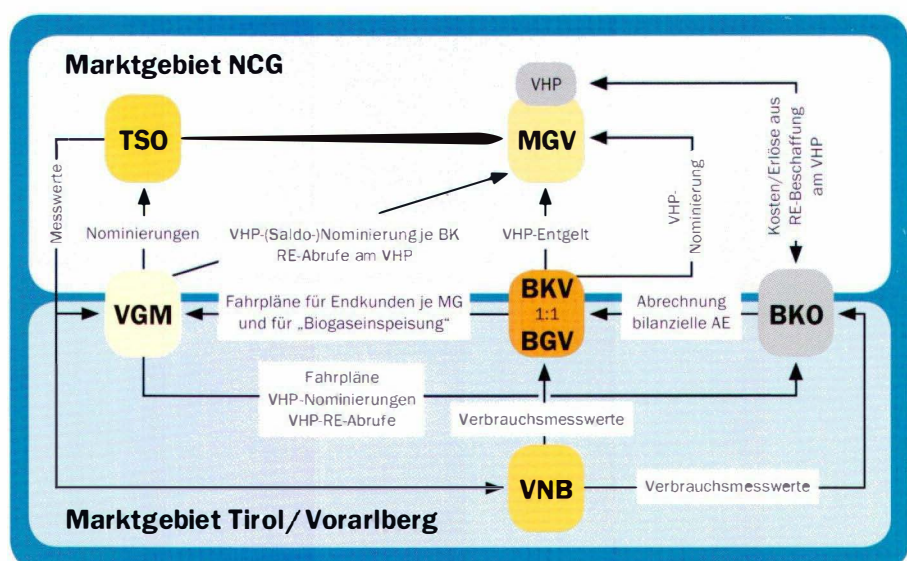 Marktgebiet NCG
VHP
TSO
MGV
Messwerte
Kosten/Erlöse aus
RE-Beschaffung
am VHP
VHP-
Nominierung
Nominierungen
VHP-(Saldo-)Nominierung je BK
RE-Abrufe am VHP
VHP-Entgelt
VGM
Fahrpläne für Endkunden je MG
und für „Biogaseinspeisung“
BKV
1:1
BGV
Abrechnung
bilanzielle AE
BKO
Fahrpläne
VHP-Nominierungen
VHP-RE-Abrufe
Verbrauchsmesswerte
VNB
Verbrauchsmesswerte
Marktgebiet Tirol/Vorarlberg